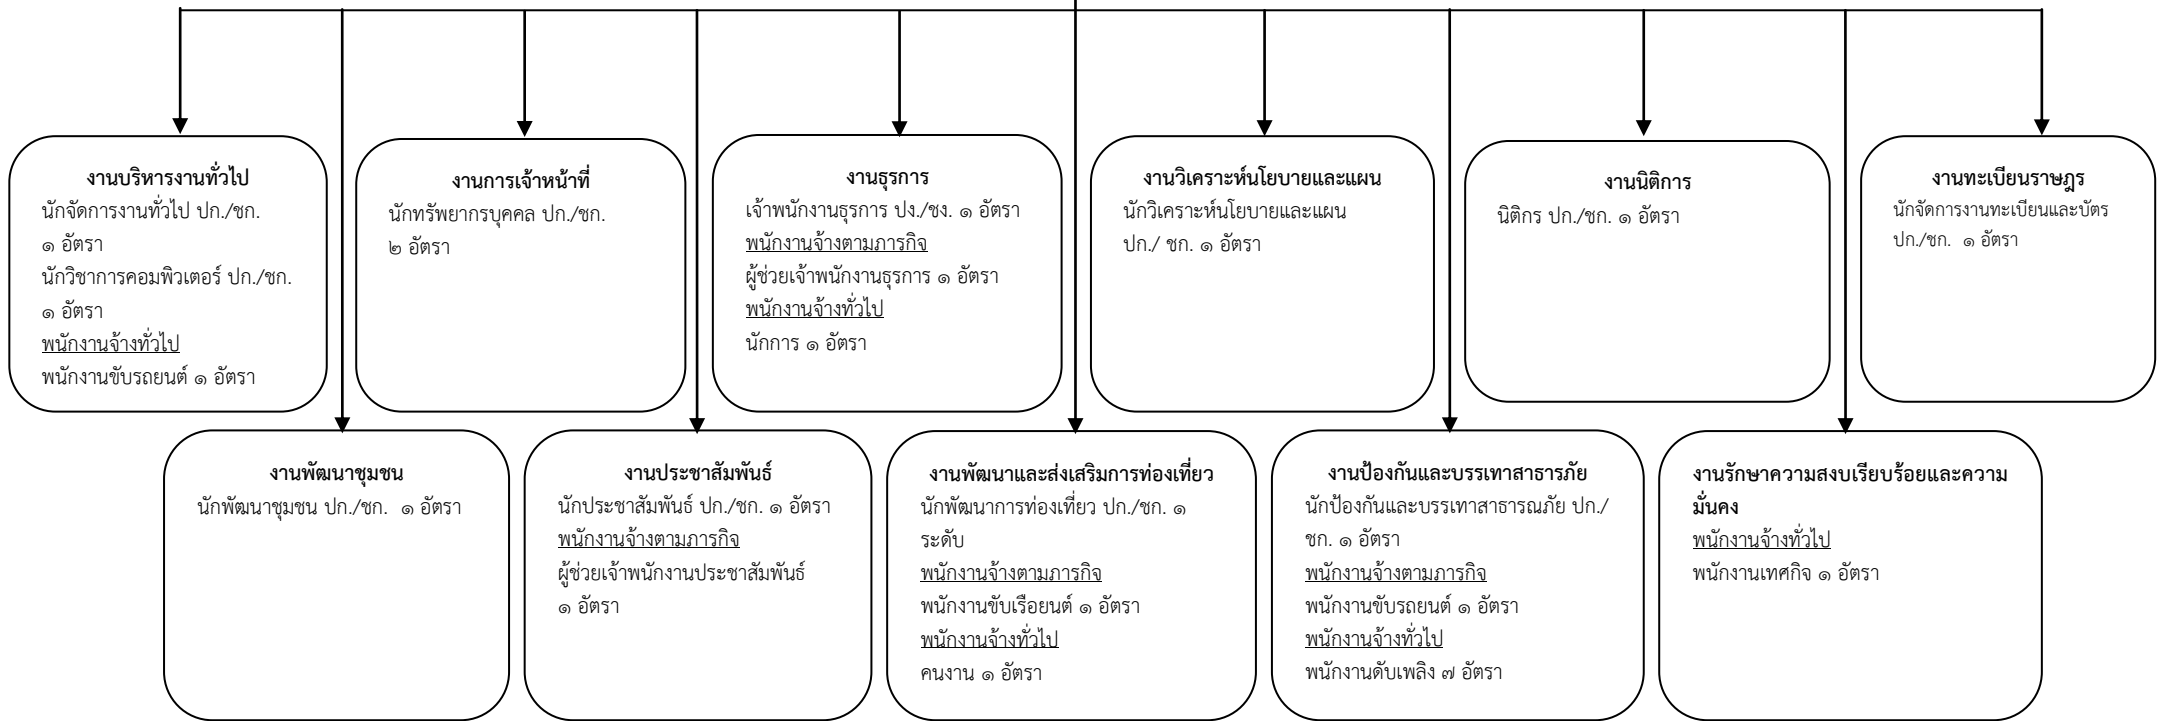 งานบริหารงานทั่วไป
นักจัดการงานทั่วไป ปก./ชก.
๑ อัตรา
นักวิชาการคอมพิวเตอร์ ปก./ชก.
๑ อัตรา
พนักงานจ้างทั่วไป
พนักงานขับรถยนต์ ๑ อัตรา
งานการเจ้าหน้าที่
นักทรัพยากรบุคคล ปก./ชก.
๒ อัตรา
งานธุรการ
เจ้าพนักงานธุรการ ปง./ชง. ๑ อัตรา
พนักงานจ้างตามภารกิจ
ผู้ช่วยเจ้าพนักงานธุรการ ๑ อัตรา
พนักงานจ้างทั่วไป
นักการ ๑ อัตรา
งานวิเคราะห์นโยบายและแผน
นักวิเคราะห์นโยบายและแผน
ปก./ ชก. ๑ อัตรา
งานนิติการ
นิติกร ปก./ชก. ๑ อัตรา
งานทะเบียนราษฎร
นักจัดการงานทะเบียนและบัตร
ปก./ชก. ๑ อัตรา
งานพัฒนาชุมชน
นักพัฒนาชุมชน ปก./ชก. ๑ อัตรา
งานประชาสัมพันธ์
นักประชาสัมพันธ์ ปก./ชก. ๑ อัตรา
พนักงานจ้างตามภารกิจ
ผู้ช่วยเจ้าพนักงานประชาสัมพันธ์
๑ อัตรา
งานพัฒนาและส่งเสริมการท่องเที่ยว
นักพัฒนาการท่องเที่ยว ปก./ชก. ๑
ระดับ
พนักงานจ้างตามภารกิจ
พนักงานขับเรือยนต์ ๑ อัตรา
พนักงานจ้างทั่วไป
คนงาน ๑ อัตรา
งานป้องกันและบรรเทาสาธารภัย
นักป้องกันและบรรเทาสาธารณภัย ปก./
ชก. ๑ อัตรา
พนักงานจ้างตามภารกิจ
พนักงานขับรถยนต์ ๑ อัตรา
พนักงานจ้างทั่วไป
พนักงานดับเพลิง ๗ อัตรา
งานรักษาความสงบเรียบร้อยและความ
มั่นคง
พนักงานจ้างทั่วไป
พนักงานเทศกิจ ๑ อัตรา